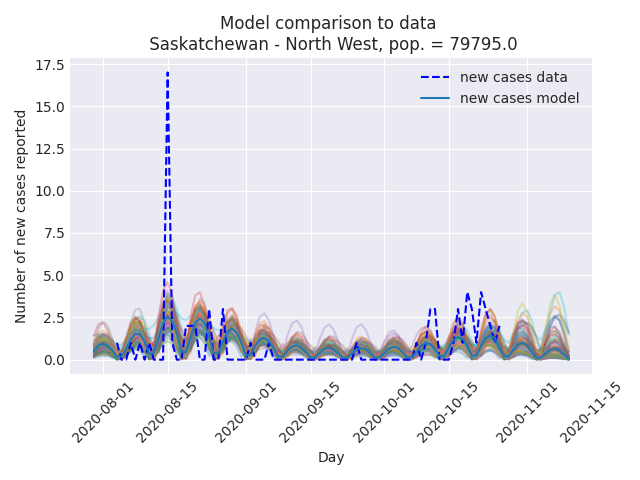 Model comparison to data
Saskatchewan - North West, pop. = 79795.0
new cases data
new cases model
Number of new cases reported
17.5
15.0
12.5
10.0
7.5
5.0
2.5
0.0
2020-08-01
2020-08-15
2020-09-01
2020-09-15
2020-10-01
2020-10-15
2020-11-01
2020-11-15
Day